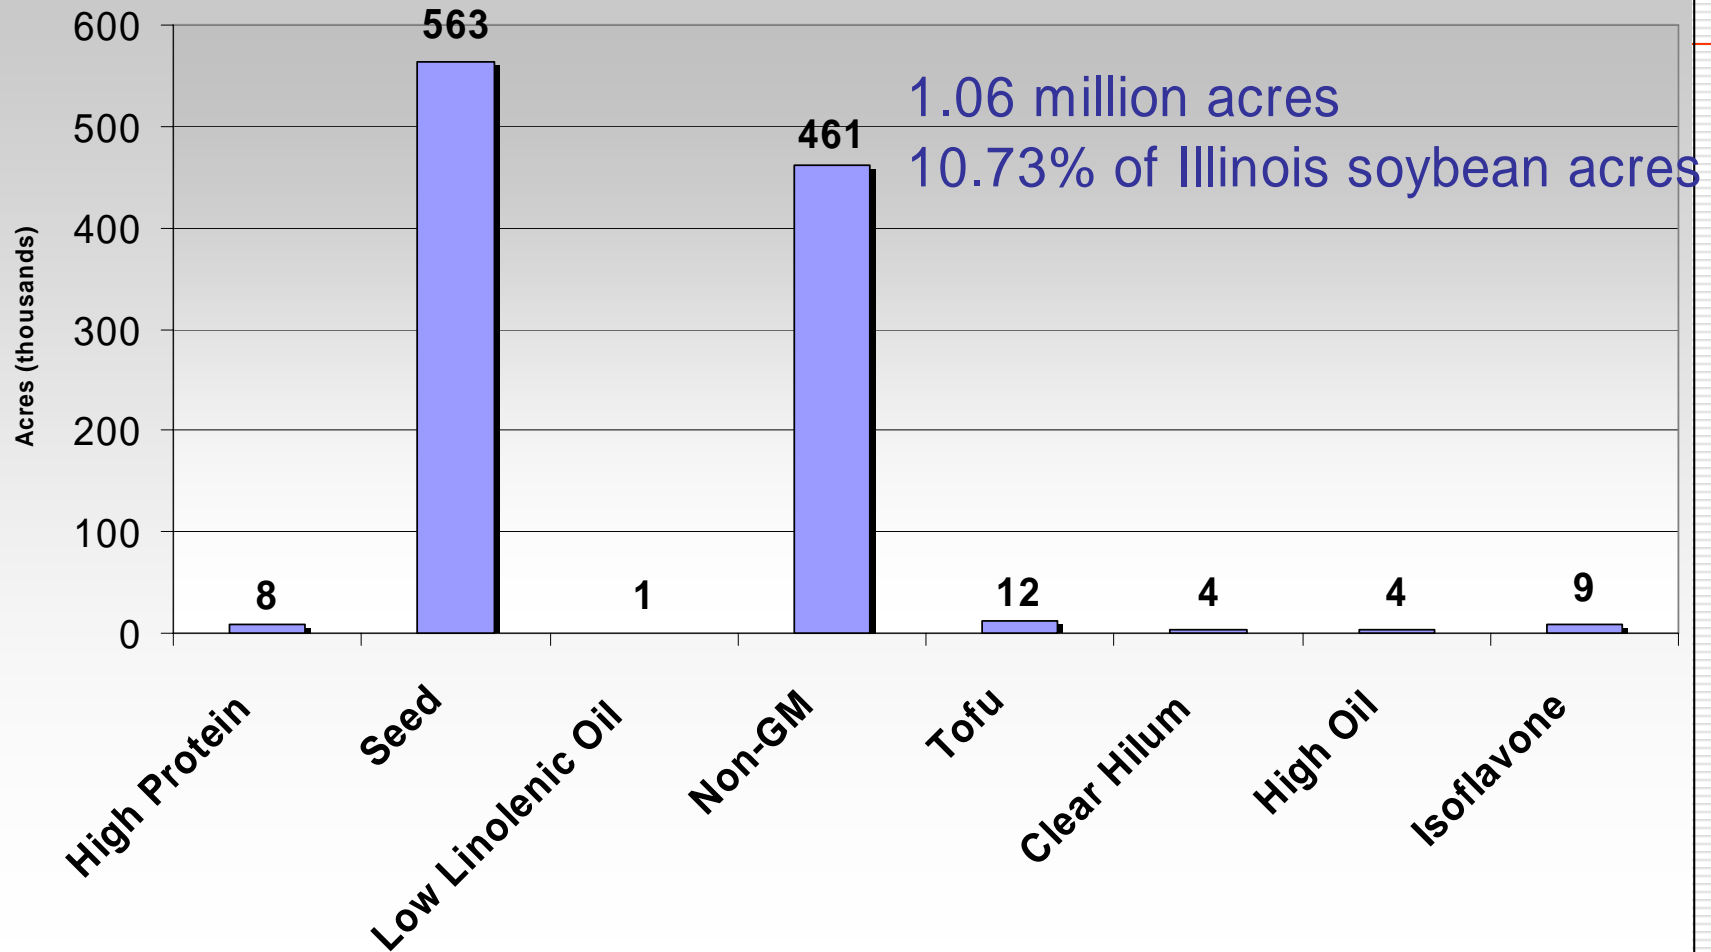 600
563
1.06 million acres
500
461
10.73% of Illinois soybean acres
400
Acres (thousands)
300
200
100
8
1
12
4
4
9
0
High Protein
Seed
Low Linolenic Oil
Non-GM
Tofu
Clear Hilum
High Oil
Isoflavone